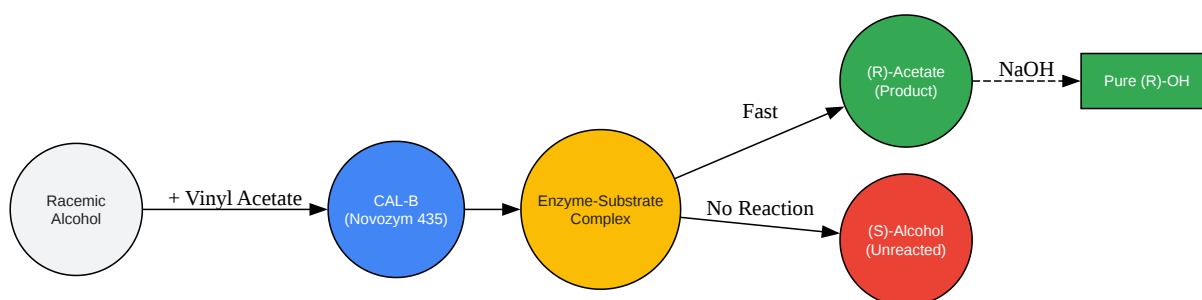 Racemic
Alcohol
+ Vinyl Acetate
CAL-B
(Novozym 435)
Enzyme-Substrate
Complex
Fast
(R)-Acetate
(Product)
NaOH
Pure (R)-OH
No Reaction
(S)-Alcohol
(Unreacted)